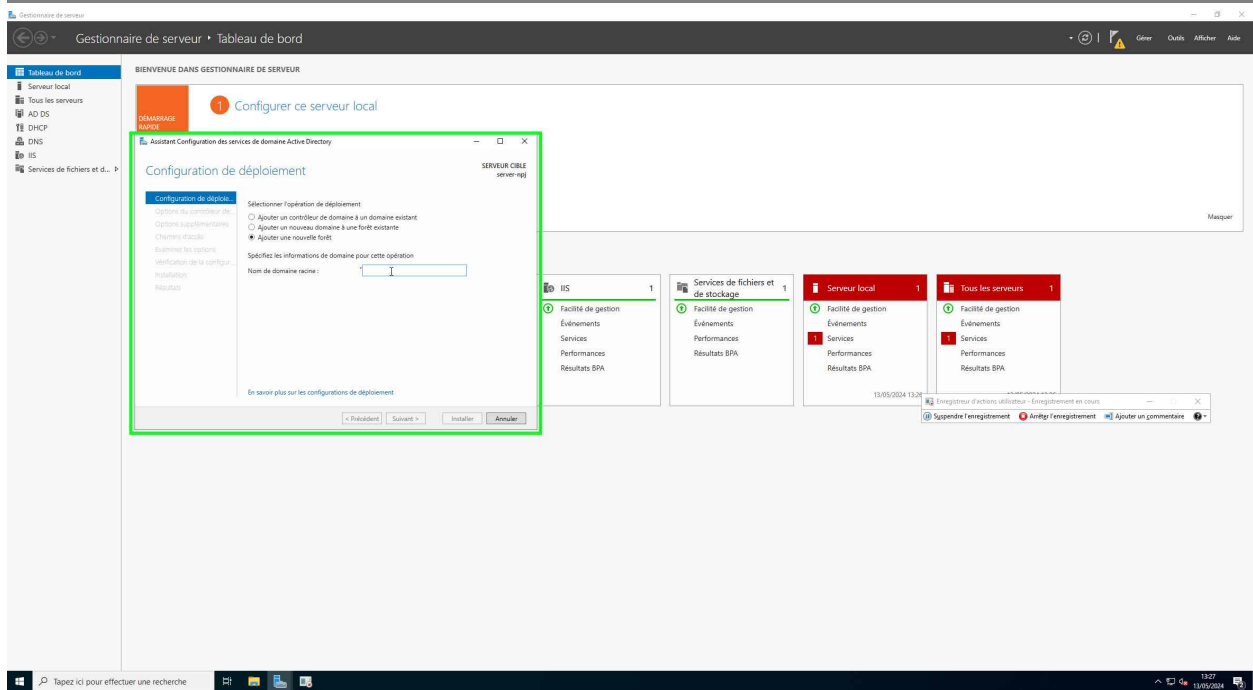 Gestionnaire de serveur
Gestionnaire de serveur • Tableau de bord
Gérer Outils Afficher Aide
Tableau de bord
Serveur local
Tous les serveurs
AD DS
DHCP
DNS
IIS
Services de fichiers et d...
BIENVENUE DANS GESTIONNAIRE DE SERVEUR
DÉMARRAGE
RAPIDE
1 Configurer ce serveur local
Masquer
Assistant Configuration des services de domaine Active Directory
Configuration de déploiement
SERVEUR CIBLE
server-npj
Configuration de déploie...
Options du contrôleur de...
Options supplémentaires
Chemins d'accès
Examiner les options
Vérification de la configur...
Installation
Résultats
Sélectionner l'opération de déploiement
Ajouter un contrôleur de domaine à un domaine existant
Ajouter un nouveau domaine à une forêt existante
Ajouter une nouvelle forêt
Spécifiez les informations de domaine pour cette opération
Nom de domaine racine :
En savoir plus sur les configurations de déploiement
< Précédent Suivant > Installer Annuler
IIS 1
Facilité de gestion
Événements
Services
Performances
Résultats BPA
Services de fichiers et
de stockage 1
Facilité de gestion
Événements
Performances
Résultats BPA
Serveur local 1
Facilité de gestion
Événements
1 Services
Performances
Résultats BPA
13/05/2024 13:26
Tous les serveurs 1
Facilité de gestion
Événements
1 Services
Performances
Résultats BPA
Enregistreur d'actions utilisateur - Enregistrement en cours
Suspendre l'enregistrement Arrêter l'enregistrement Ajouter un commentaire
Tapez ici pour effectuer une recherche
13:27
13/05/2024